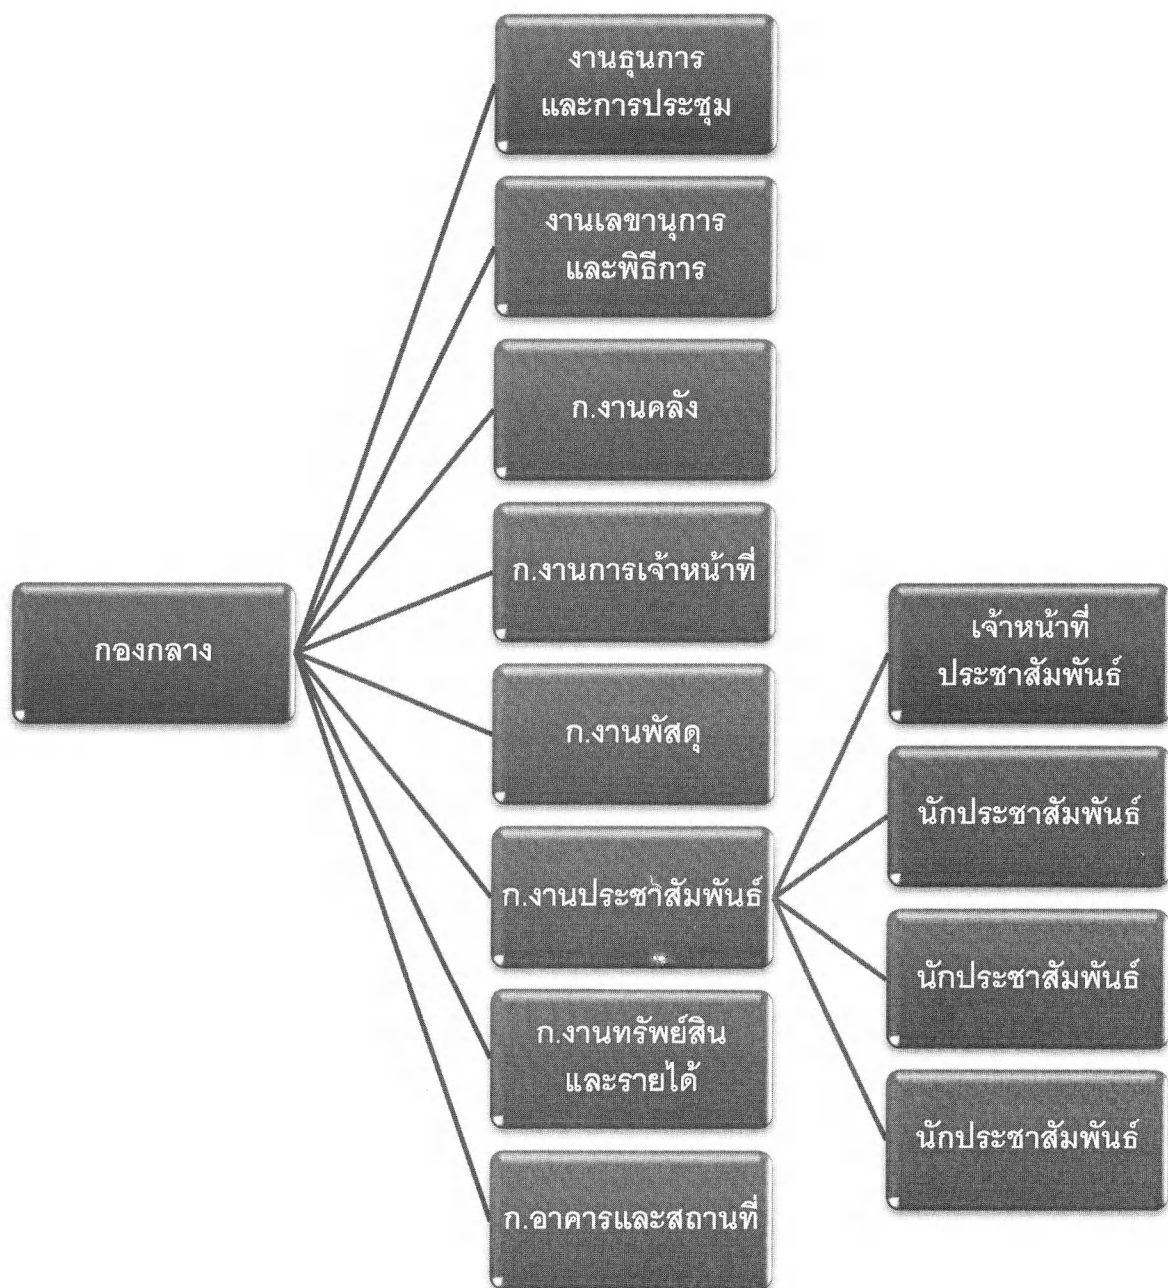 งานธุนการ
และการประชุม
งานเลขานุการ
และพิธีการ
ก.งานคลัง
ก.งานการเจ้าหน้าที่
กองกลาง
ก.งานพัสดุ
ก.งานประชาสัมพันธ์
ก.งานทรัพย์สิน
และรายได้
ก.อาคารและสถานที่
เจ้าหน้าที่
ประชาสัมพันธ์
นักประชาสัมพันธ์
นักประชาสัมพันธ์
นักประชาสัมพันธ์